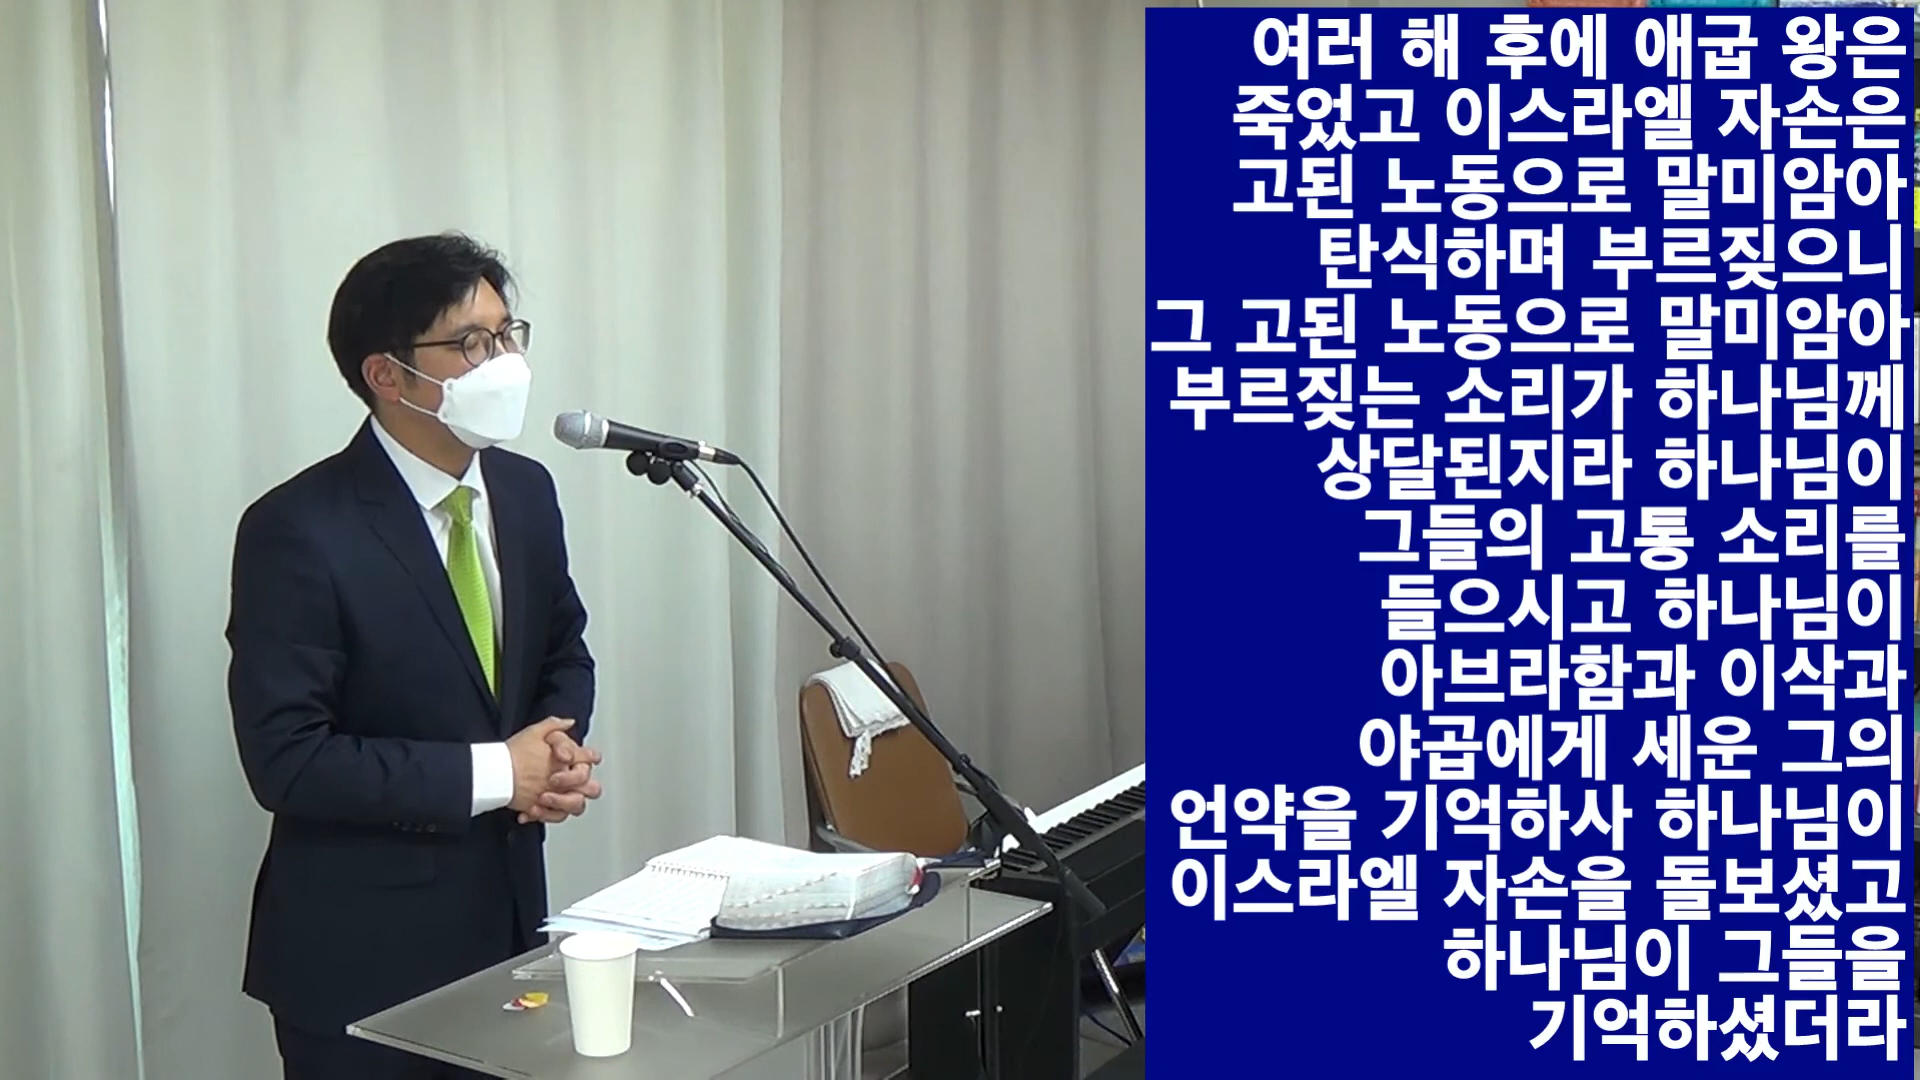 여러 해 후에 애굽 왕은
죽었고 이스라엘 자손은
고된 노동으로 말미암아
탄식하며 부르짖으니
그 고된 노동으로 말미암아
부르짖는 소리가 하나님께
상달된지라 하나님이
그들의 고통 소리를
들으시고 하나님이
아브라함과 이삭과
야곱에게 세운 그의
언약을 기억하사 하나님이
이스라엘 자손을 돌보셨고
하나님이 그들을
기억하셨더라